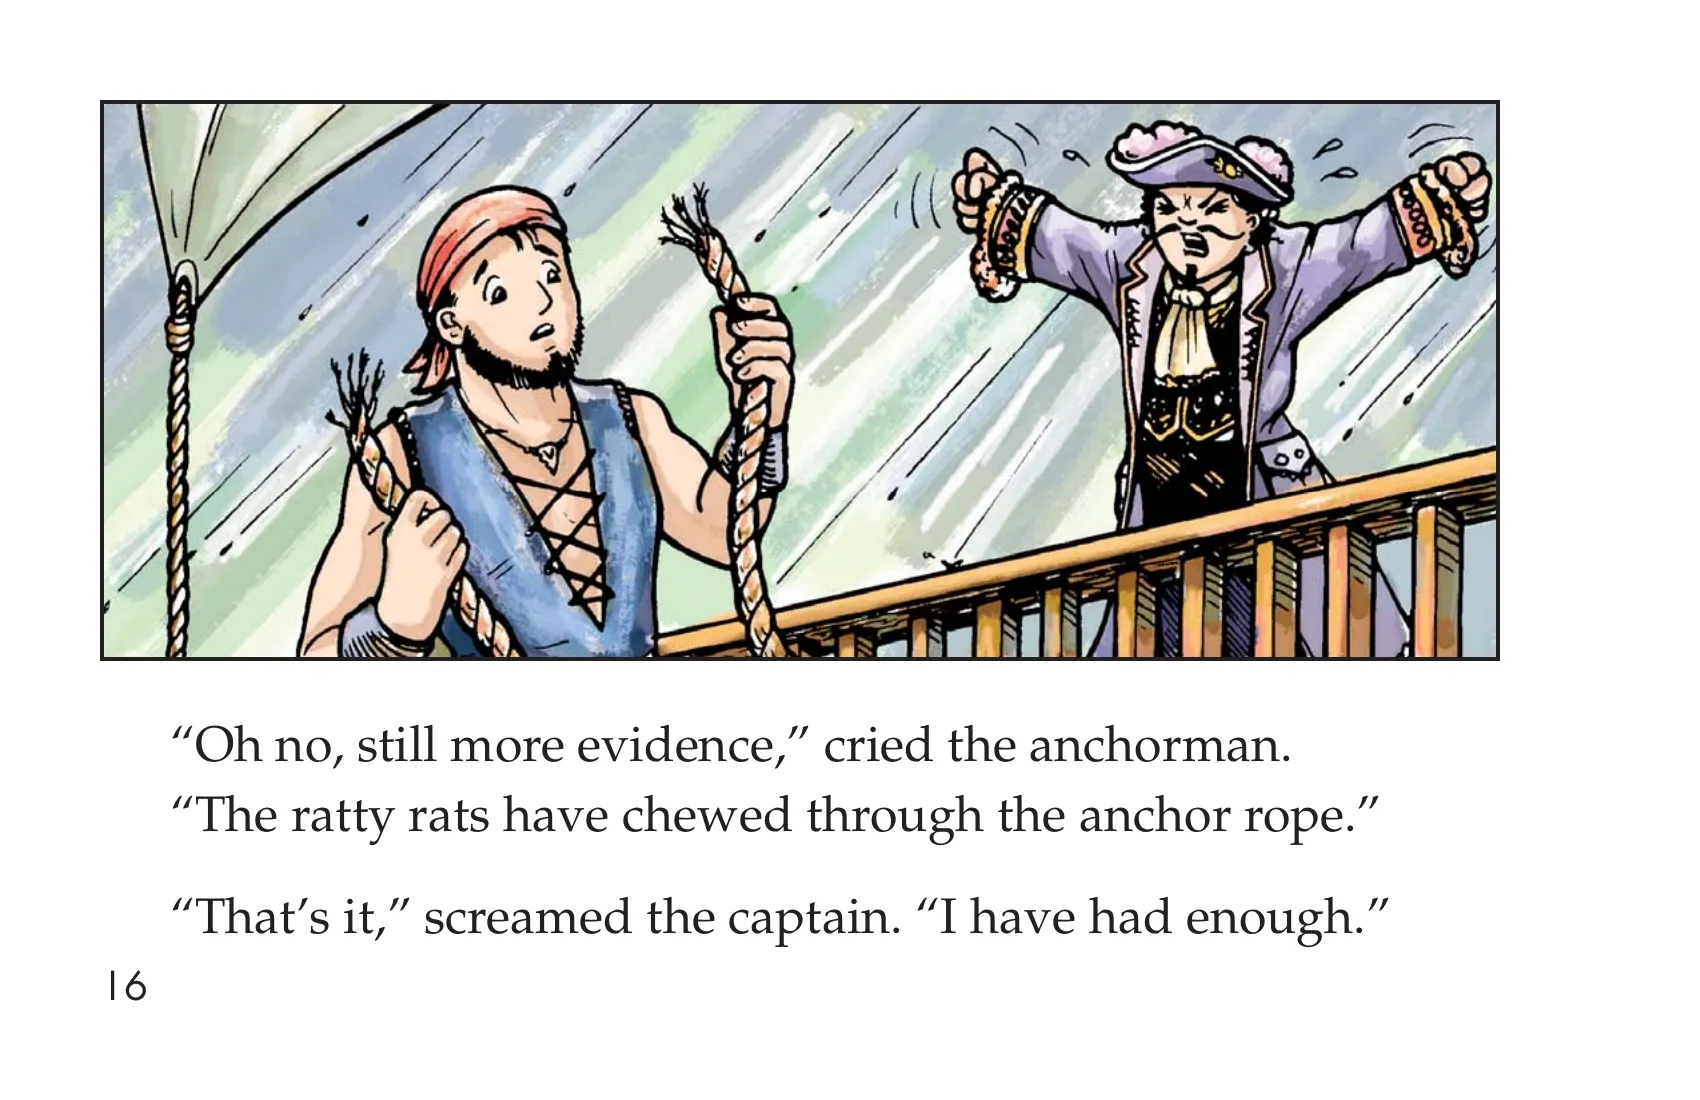 “Oh no, still more evidence,” cried the anchorman.
“The ratty rats have chewed through the anchor rope.”
“That’s it,” screamed the captain. “I have had enough.”
16